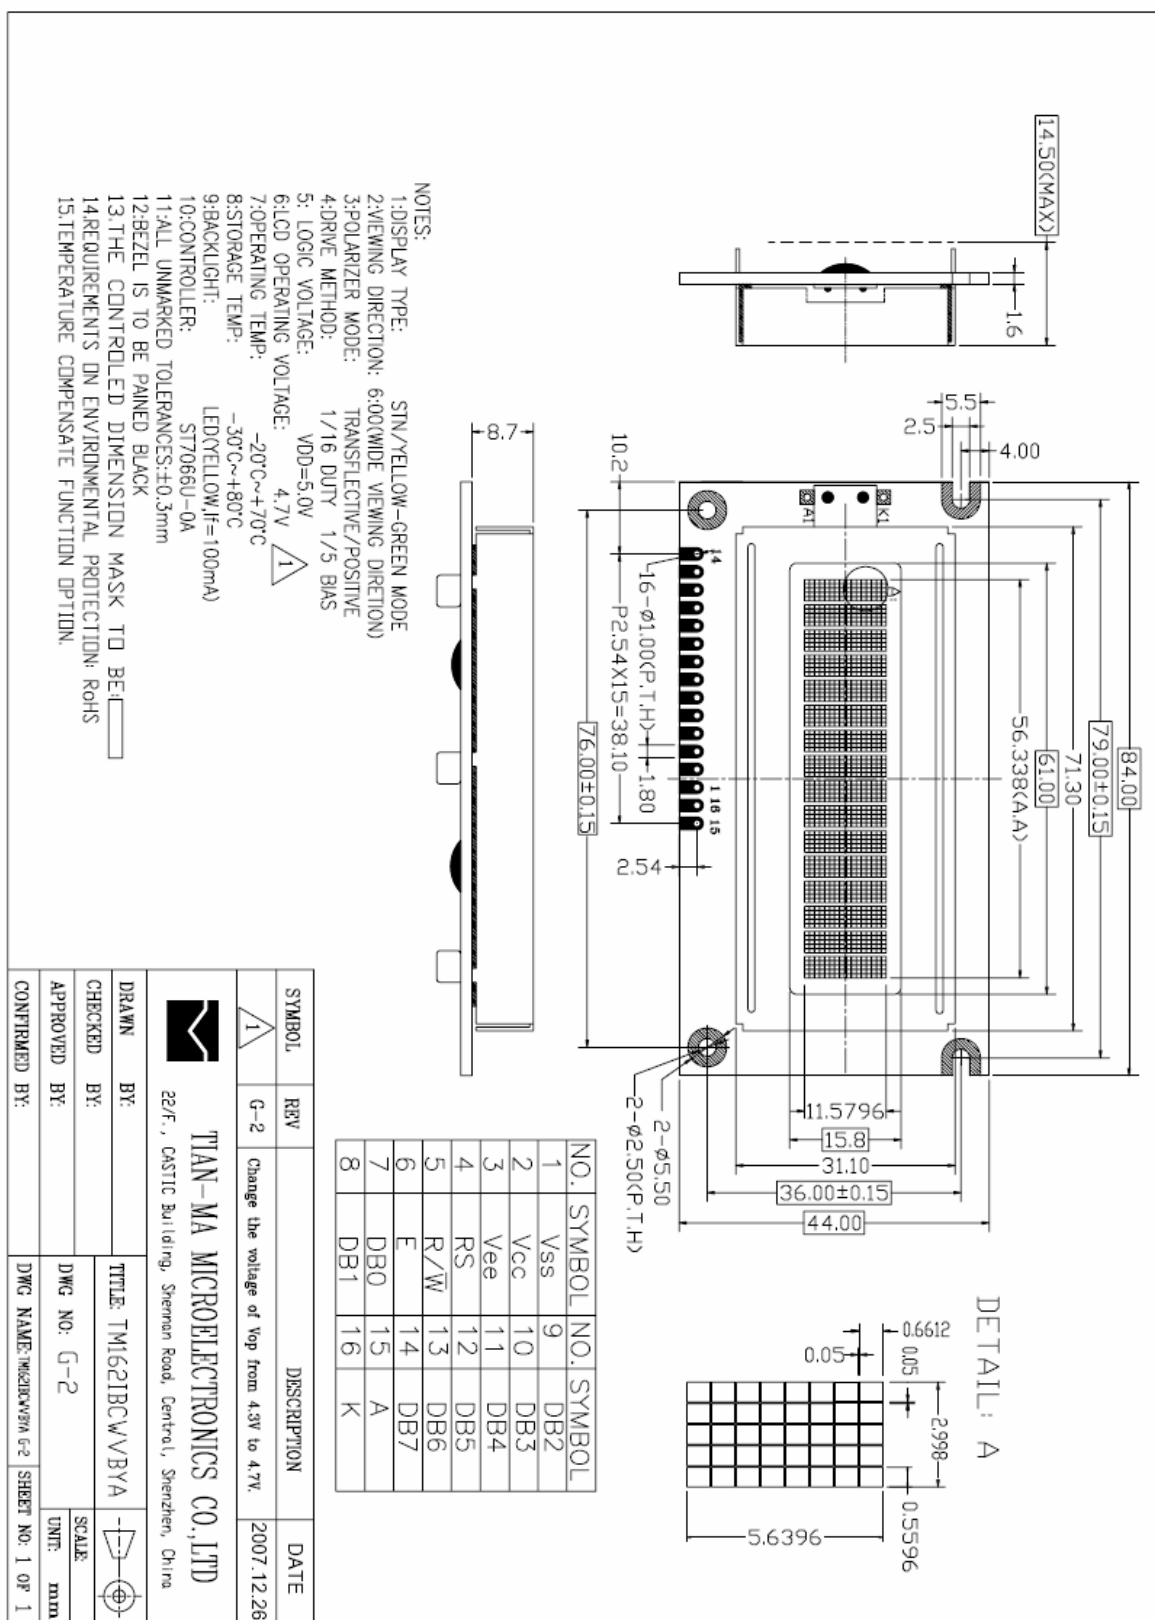 14.50(MAX)
1.6
5.5
2.5
4.00
84.00
79.00±0.15
71.30
61.00
56.338(A.A)
A1
K1
A:
10.2
14
16-ø1.00(P.T.H)
P2.54X15=38.10
1.80
1 16 15
2.54
76.00±0.15
2-ø5.50
2-ø2.50(P.T.H)
11.5796
15.8
31.10
36.00±0.15
44.00
8.7
DETAIL: A
0.6612
0.05
0.05
2.998
0.5596
5.6396
NOTES:
1:DISPLAY TYPE: STN/YELLOW-GREEN MODE
2:VIEWING DIRECTION: 6:00(WIDE VIEWING DIRETION)
3:POLARIZER MODE: TRANSFLECTIVE/POSITIVE
4:DRIVE METHOD: 1/16 DUTY 1/5 BIAS
5: LOGIC VOLTAGE: VDD=5.0V
6:LCD OPERATING VOLTAGE: 4.7V 1
7:OPERATING TEMP: -20°C~+70°C
8:STORAGE TEMP: -30°C~+80°C
9:BACKLIGHT: LED(YELLOW,If=100mA)
10:CONTROLLER: ST7066U-0A
11:ALL UNMARKED TOLERANCES:±0.3mm
12:BEZEL IS TO BE PAINED BLACK
13.THE CONTROLED DIMENSION MASK TO BE:
14.REQUIREMENTS ON ENVIRONMENTAL PROTECTION: RoHS
15.TEMPERATURE COMPENSATE FUNCTION OPTION.
NO. SYMBOL NO. SYMBOL
1 Vss 9 DB2
2 Vcc 10 DB3
3 Vee 11 DB4
4 RS 12 DB5
5 R/W 13 DB6
6 E 14 DB7
7 DB0 15 A
8 DB1 16 K
SYMBOL REV DESCRIPTION DATE
1 G-2 Change the voltage of Vop from 4.3V to 4.7V. 2007.12.26
TIAN-MA MICROELECTRONICS CO.,LTD
22/F., CASTIC Building, Shennan Road, Central, Shenzhen, China
DRAWN BY:
CHECKED BY:
APPROVED BY:
CONFIRMED BY:
TITLE: TM162IBCWVBYA
DWG NO: G-2
SCALE:
UNIT: mm
DWG NAME:TM162IBCWVBYA G-2
SHEET NO: 1 OF 1